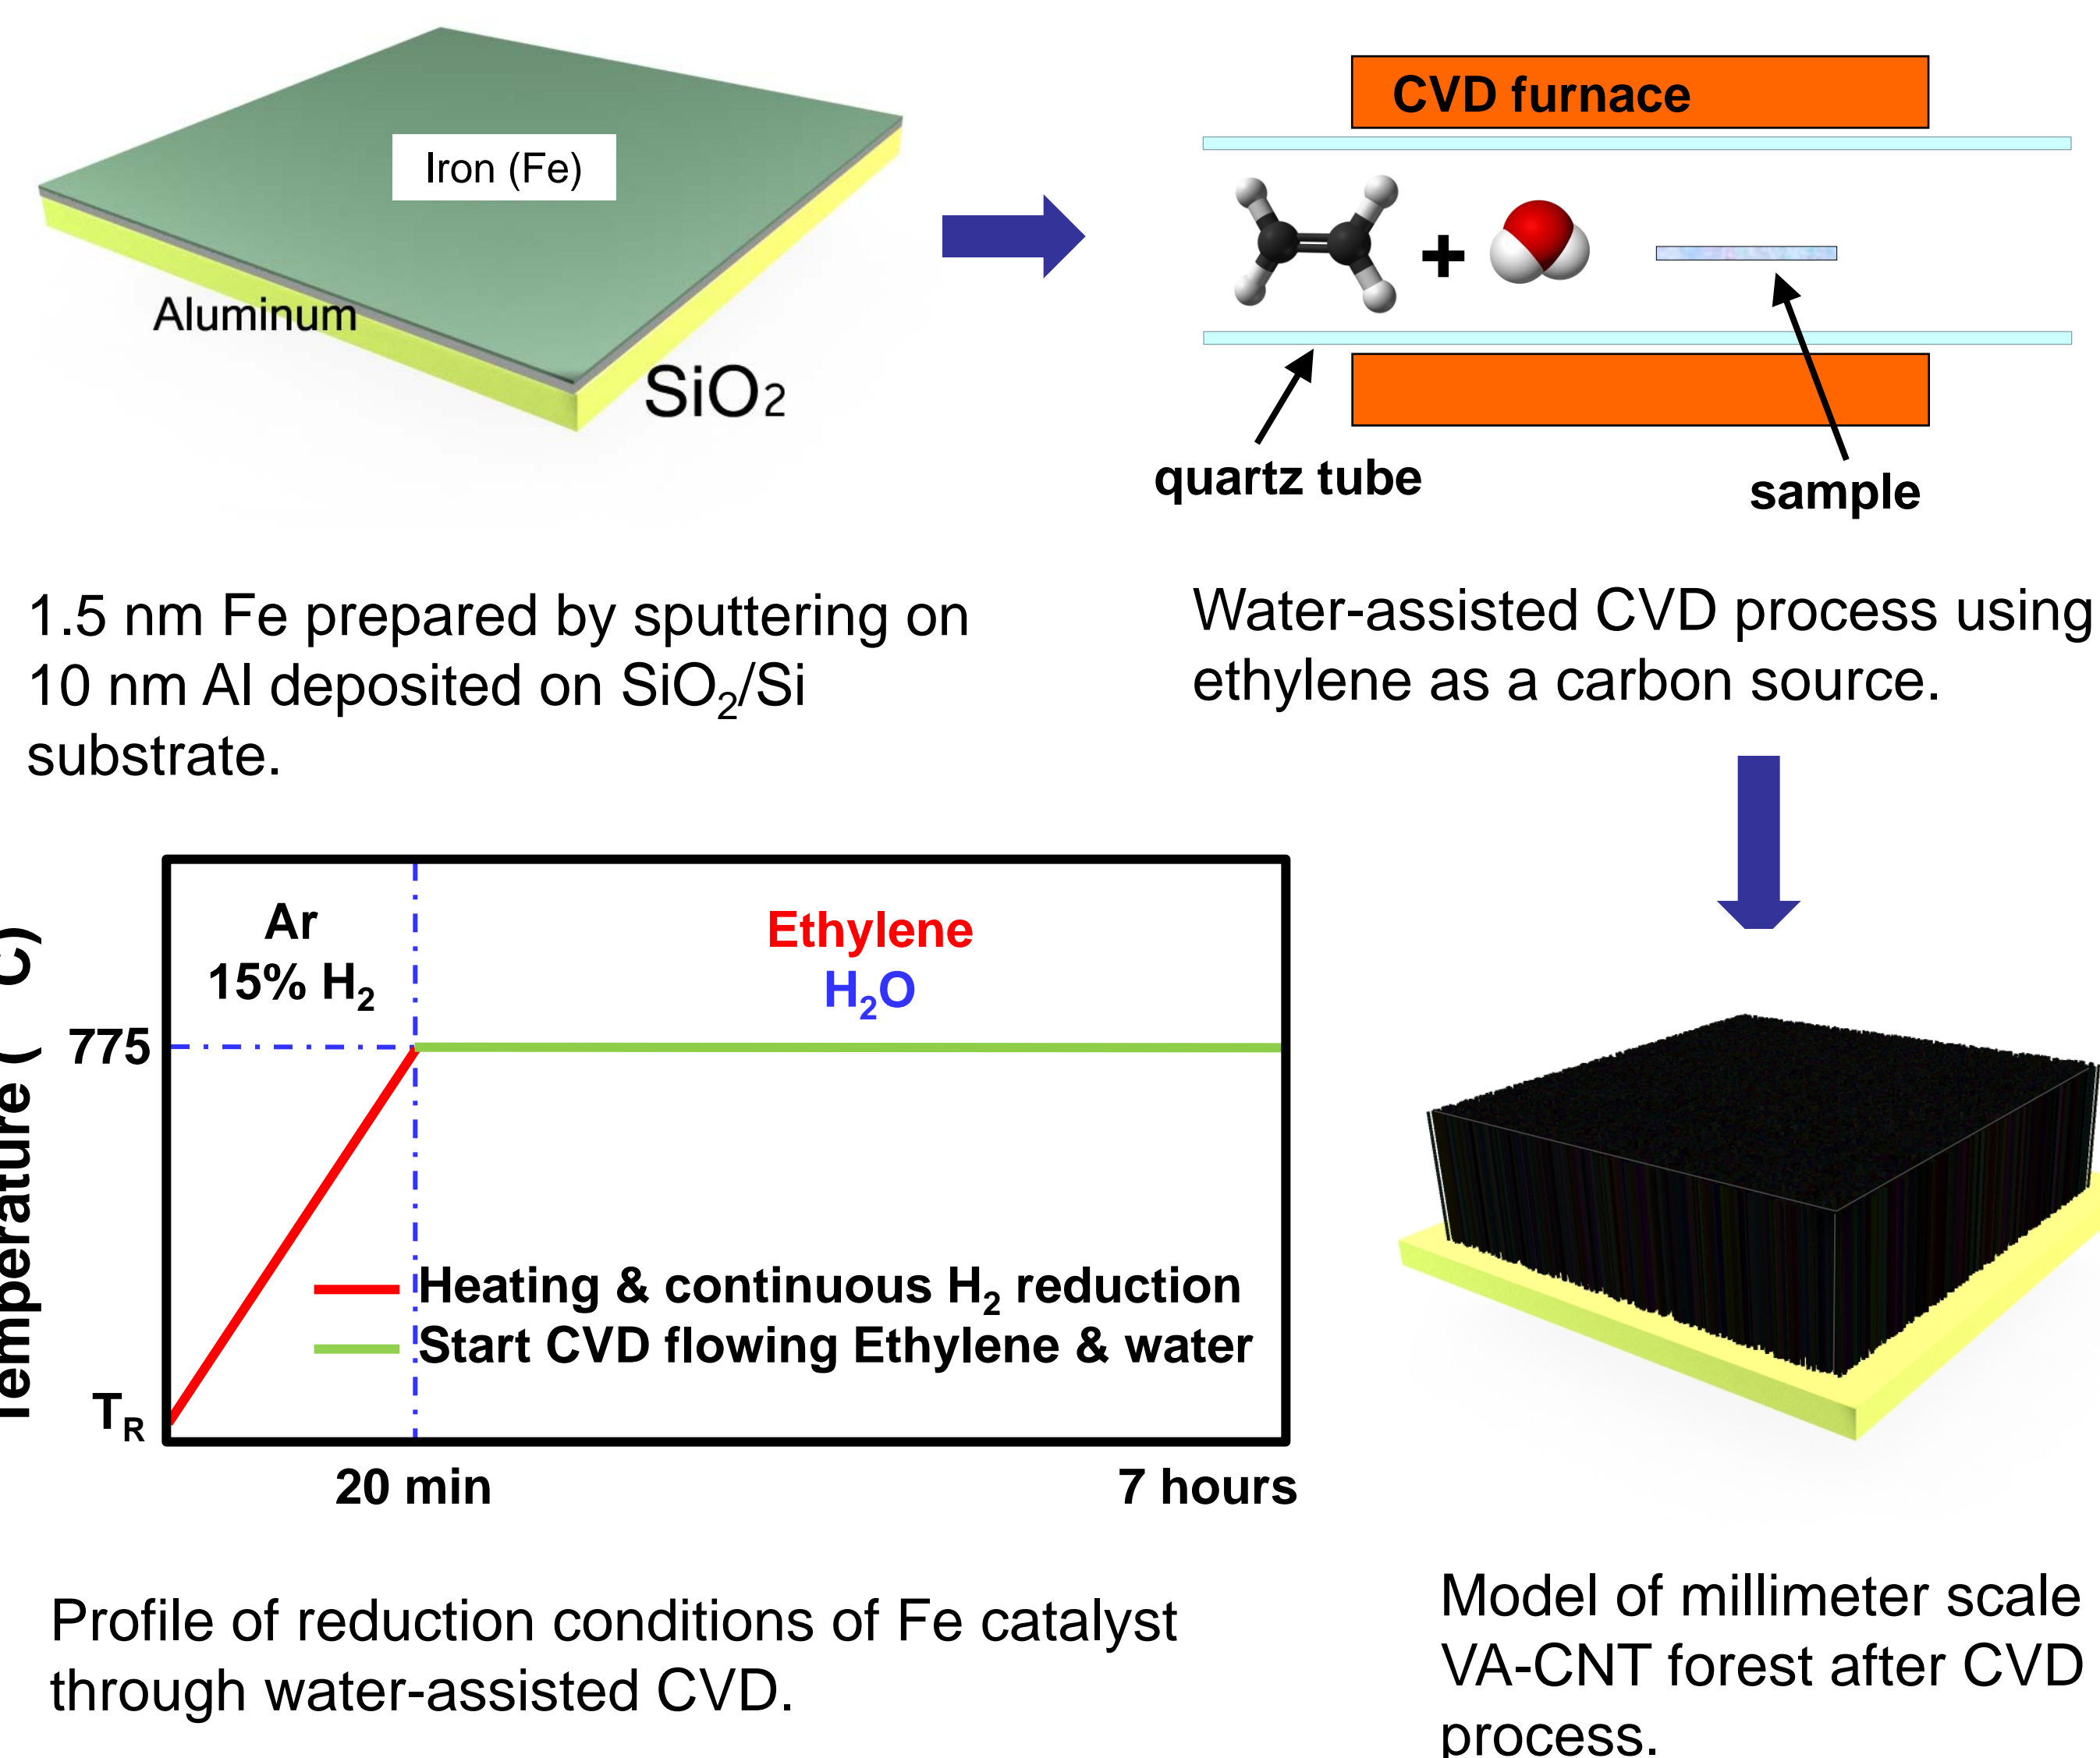 Iron (Fe)
Aluminum
SiO₂
CVD furnace
+
quartz tube
sample
1.5 nm Fe prepared by sputtering on
10 nm Al deposited on SiO₂/Si
substrate.
Water-assisted CVD process using
ethylene as a carbon source.
Temperature ( C)
Ar
15% H₂
Ethylene
H₂O
775
Heating & continuous H₂ reduction
Start CVD flowing Ethylene & water
T_R
20 min
7 hours
Profile of reduction conditions of Fe catalyst
through water-assisted CVD.
Model of millimeter scale
VA-CNT forest after CVD
process.